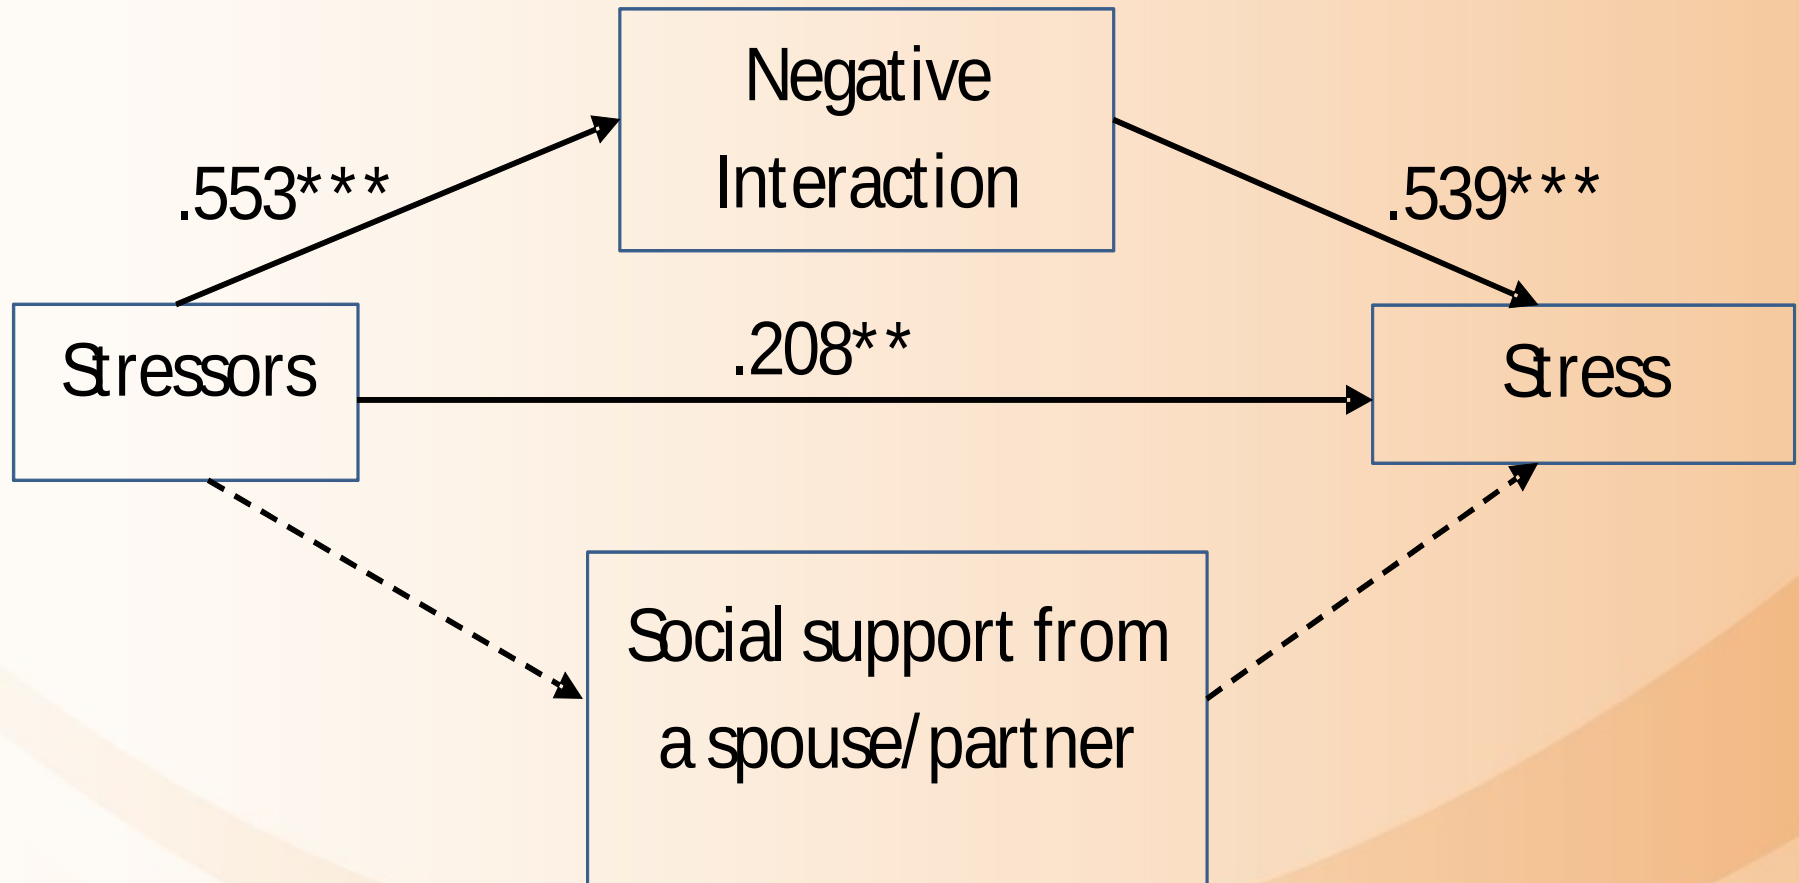 Negative
Interaction
.553***
.539***
Stressors
.208**
Stress
Social support from
a spouse/partner